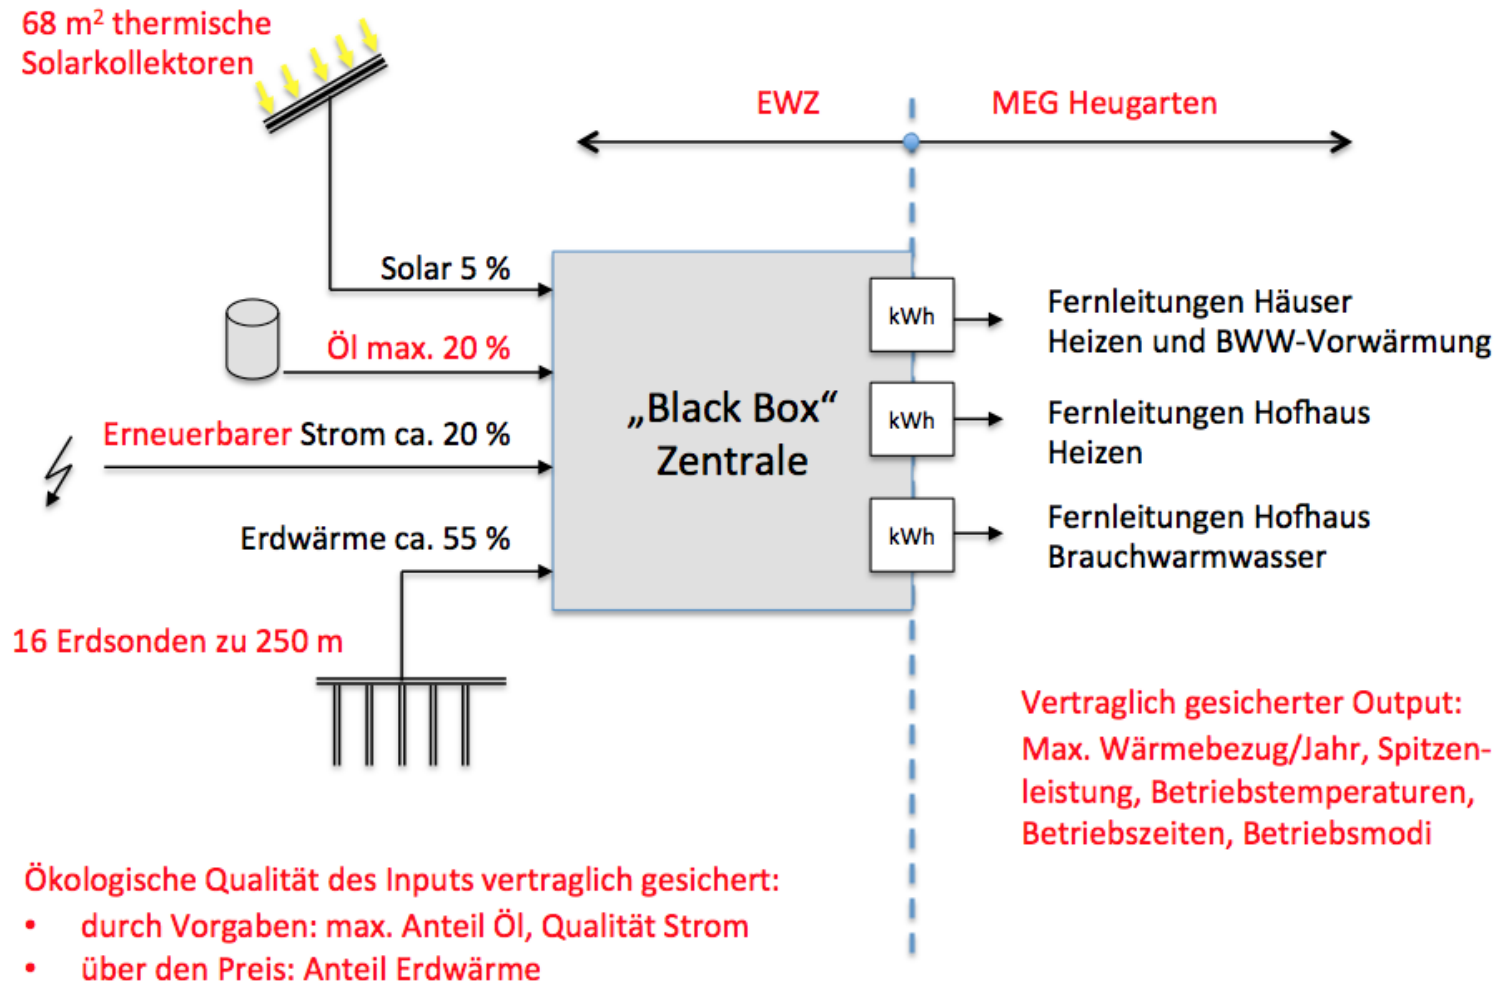 68 m² thermische
Solarkollektoren
EWZ
MEG Heugarten
Solar 5 %
Öl max. 20 %
Erneuerbarer Strom ca. 20 %
Erdwärme ca. 55 %
16 Erdsonden zu 250 m
„Black Box“
Zentrale
kWh
Fernleitungen Häuser
Heizen und BWW-Vorwärmung
kWh
Fernleitungen Hofhaus
Heizen
kWh
Fernleitungen Hofhaus
Brauchwarmwasser
Vertraglich gesicherter Output:
Max. Wärmebezug/Jahr, Spitzen-
leistung, Betriebstemperaturen,
Betriebszeiten, Betriebsmodi
Ökologische Qualität des Inputs vertraglich gesichert:
• durch Vorgaben: max. Anteil Öl, Qualität Strom
• über den Preis: Anteil Erdwärme